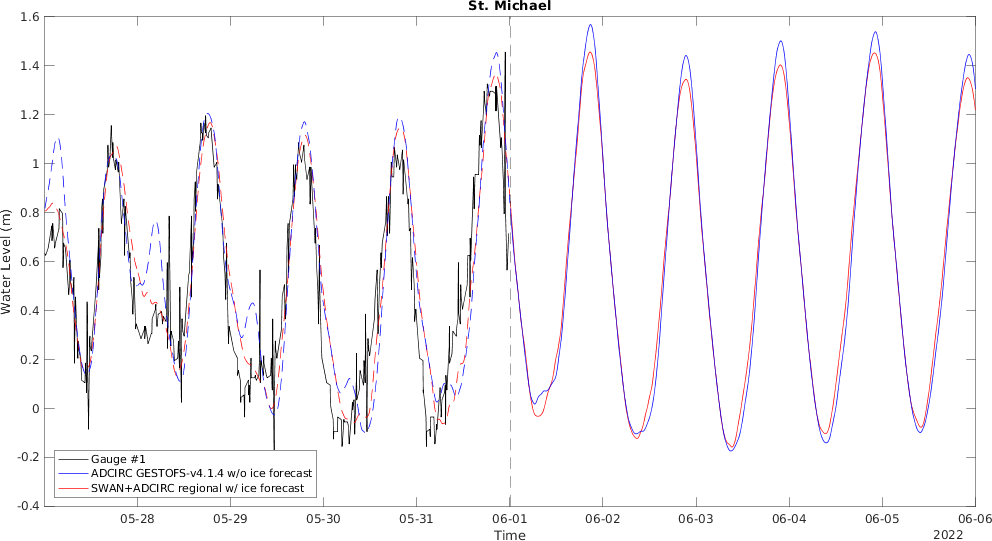 St. Michael
Water Level (m)
1.6
1.4
1.2
1
0.8
0.6
0.4
0.2
0
-0.2
-0.4
Gauge #1
ADCIRC GESTOFS-v4.1.4 w/o ice forecast
SWAN+ADCIRC regional w/ ice forecast
05-28 05-29 05-30 05-31 06-01 06-02 06-03 06-04 06-05 06-06
Time
2022